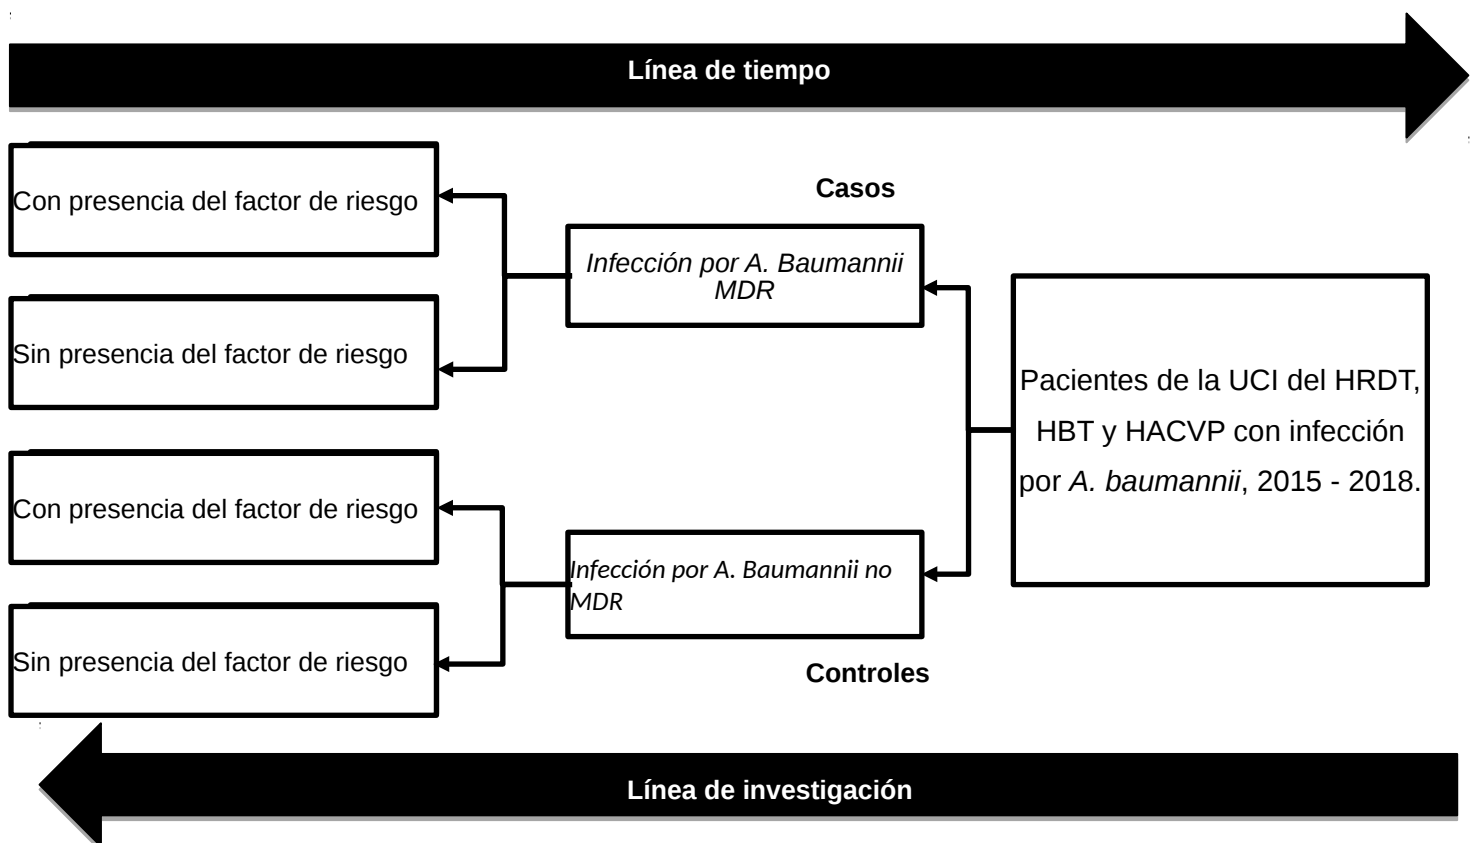 Línea de tiempo
Con presencia del factor de riesgo
Sin presencia del factor de riesgo
Con presencia del factor de riesgo
Sin presencia del factor de riesgo
Casos
Infección por A. Baumannii
MDR
Infección por A. Baumannii no
MDR
Controles
Pacientes de la UCI del HRDT,
HBT y HACVP con infección
por A. baumannii, 2015 - 2018.
Línea de investigación